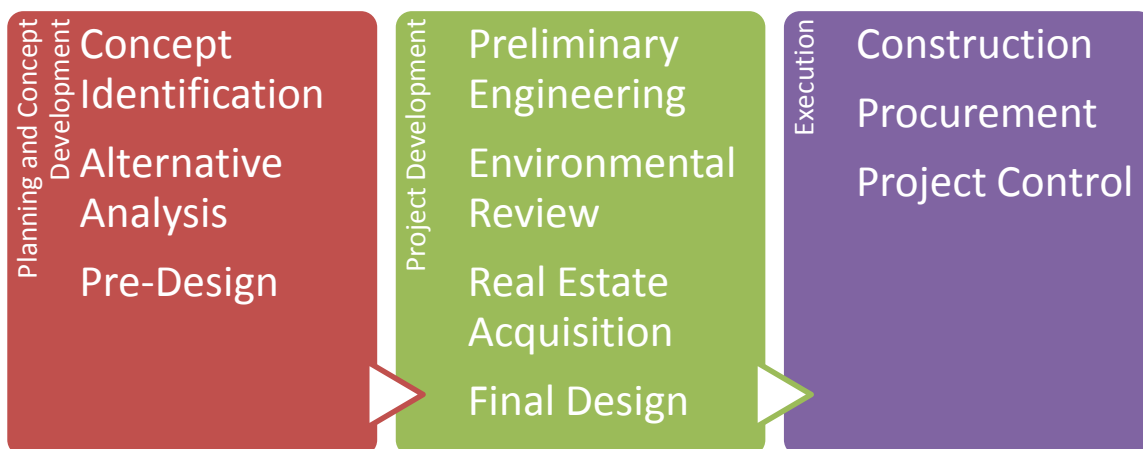 Planning and Concept
Development
Concept
Identification
Alternative
Analysis
Pre-Design
Project Development
Preliminary
Engineering
Environmental
Review
Real Estate
Acquisition
Final Design
Execution
Construction
Procurement
Project Control